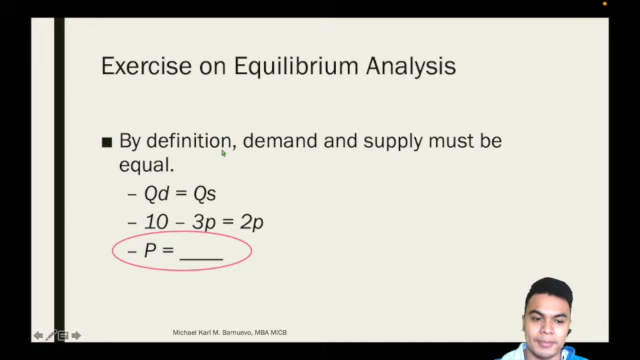 Exercise on Equilibrium Analysis
■ By definition, demand and supply must be
equal.
– Qd = Qs
– 10 – 3p = 2p
– P = ____
Michael Karl M. Barnuevo, MBA MICB